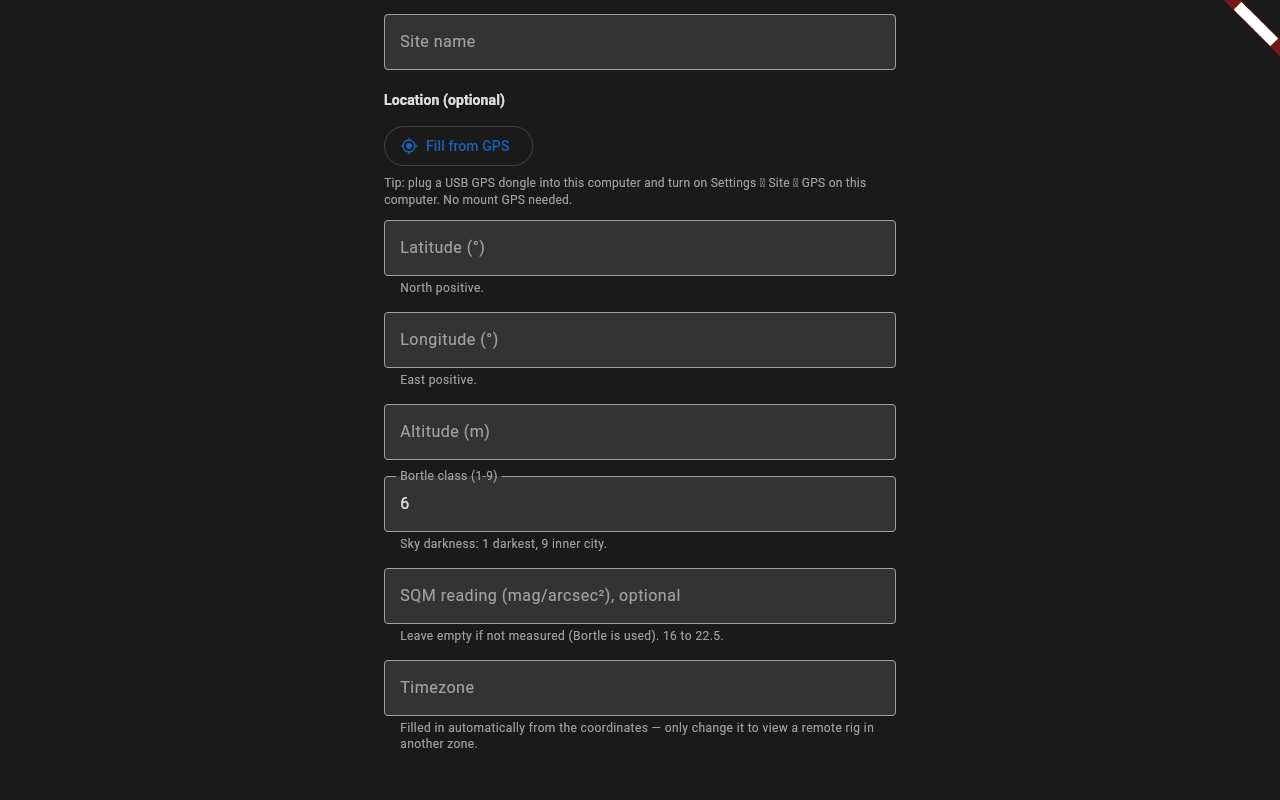 Site name
Location (optional)
Fill from GPS
Tip: plug a USB GPS dongle into this computer and turn on Settings ▯ Site ▯ GPS on this
computer. No mount GPS needed.
Latitude (°)
North positive.
Longitude (°)
East positive.
Altitude (m)
Bortle class (1-9)
6
Sky darkness: 1 darkest, 9 inner city.
SQM reading (mag/arcsec²), optional
Leave empty if not measured (Bortle is used). 16 to 22.5.
Timezone
Filled in automatically from the coordinates — only change it to view a remote rig in
another zone.